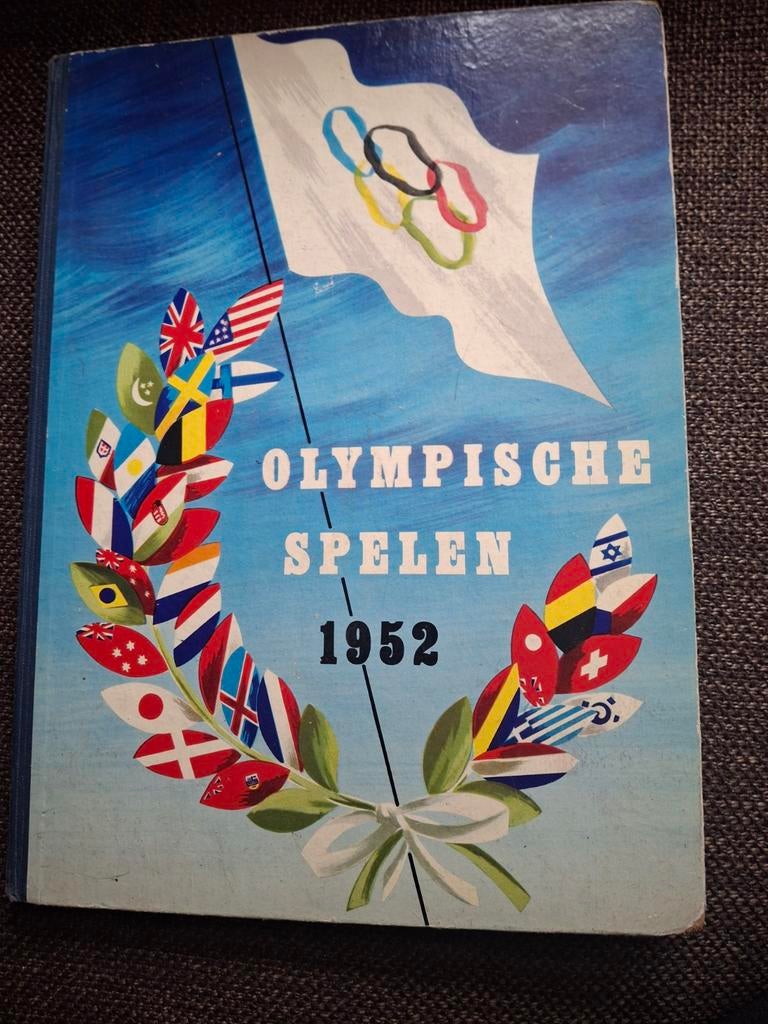 OLYMPISCHE
SPELEN
1952